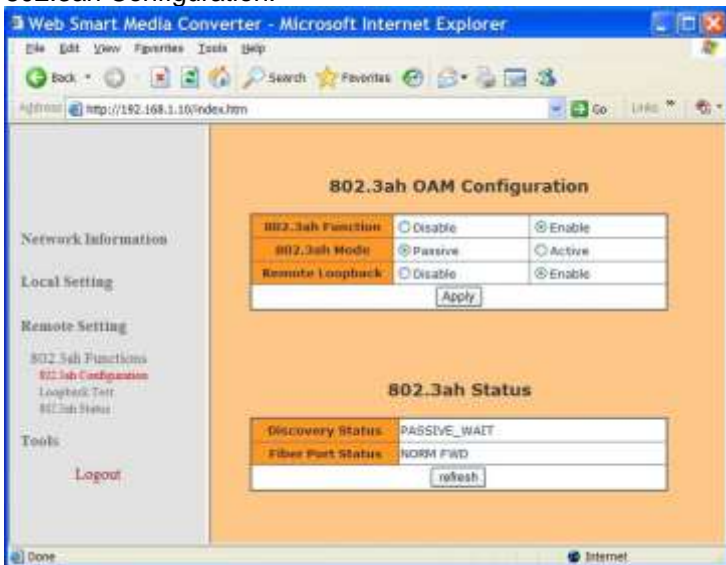 802.3ah Configuration.
Web Smart Media Converter - Microsoft Internet Explorer
File Edit View Favorites Tools Help
Back Search Favorites
Address http://192.168.1.10/index.htm Go Links »
802.3ah OAM Configuration
802.3ah Function Disable Enable
802.3ah Mode Passive Active
Remote Loopback Disable Enable
Apply
Network Information
Local Setting
Remote Setting
802.3ah Functions
802.3ah Configuration
Loopback Test
802.3ah Status
Tools
Logout
802.3ah Status
Discovery Status PASSIVE_WAIT
Fiber Port Status NORM FWD
refresh
Done Internet